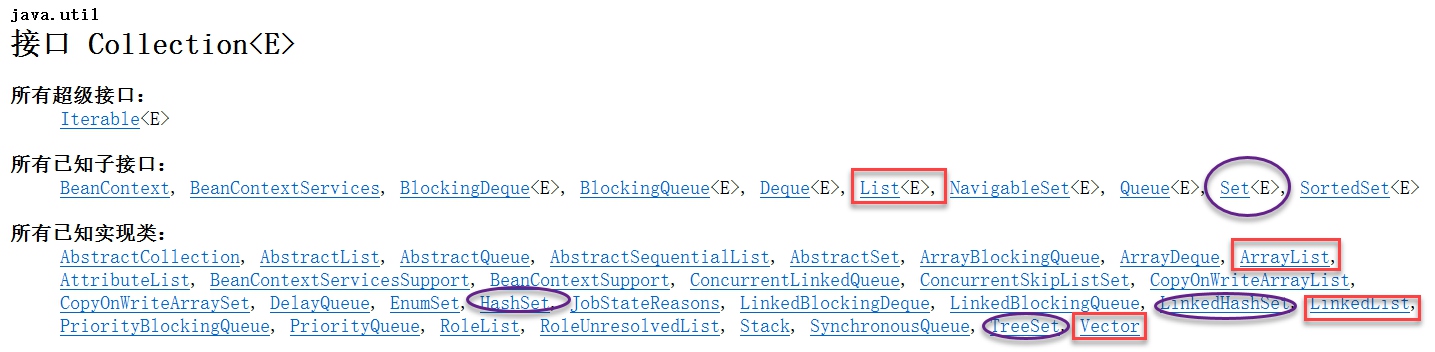 java.util
接口 Collection<E>
所有超级接口：
Iterable<E>
所有已知子接口：
BeanContext, BeanContextServices, BlockingDeque<E>, BlockingQueue<E>, Deque<E>, List<E>, NavigableSet<E>, Queue<E>, Set<E>, SortedSet<E>
所有已知实现类：
AbstractCollection, AbstractList, AbstractQueue, AbstractSequentialList, AbstractSet, ArrayBlockingQueue, ArrayDeque, ArrayList,
AttributeList, BeanContextServicesSupport, BeanContextSupport, ConcurrentLinkedQueue, ConcurrentSkipListSet, CopyOnWriteArrayList,
CopyOnWriteArraySet, DelayQueue, EnumSet, HashSet, JobStateReasons, LinkedBlockingDeque, LinkedBlockingQueue, LinkedHashSet, LinkedList,
PriorityBlockingQueue, PriorityQueue, RoleList, RoleUnresolvedList, Stack, SynchronousQueue, TreeSet, Vector